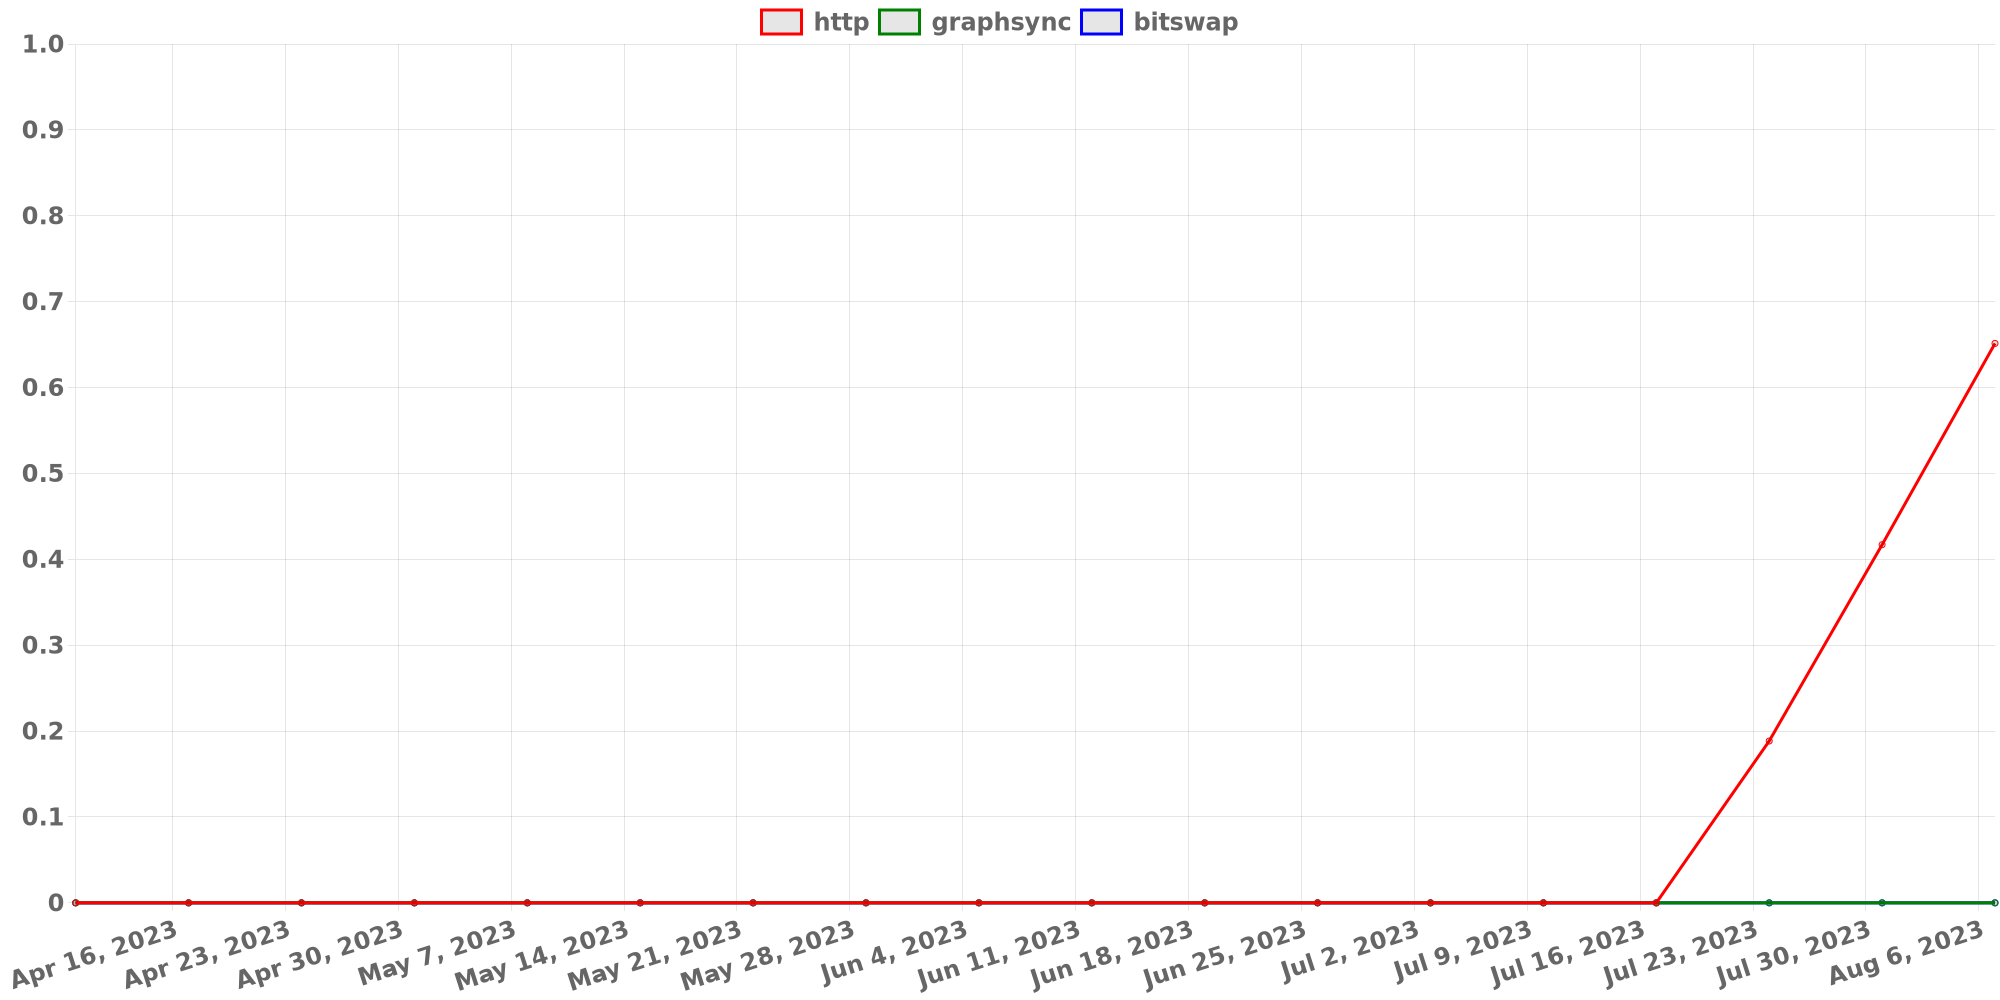 http graphsync bitswap
1.0
0.9
0.8
0.7
0.6
0.5
0.4
0.3
0.2
0.1
0
Apr 16, 2023
Apr 23, 2023
Apr 30, 2023
May 7, 2023
May 14, 2023
May 21, 2023
May 28, 2023
Jun 4, 2023
Jun 11, 2023
Jun 18, 2023
Jun 25, 2023
Jul 2, 2023
Jul 9, 2023
Jul 16, 2023
Jul 23, 2023
Jul 30, 2023
Aug 6, 2023